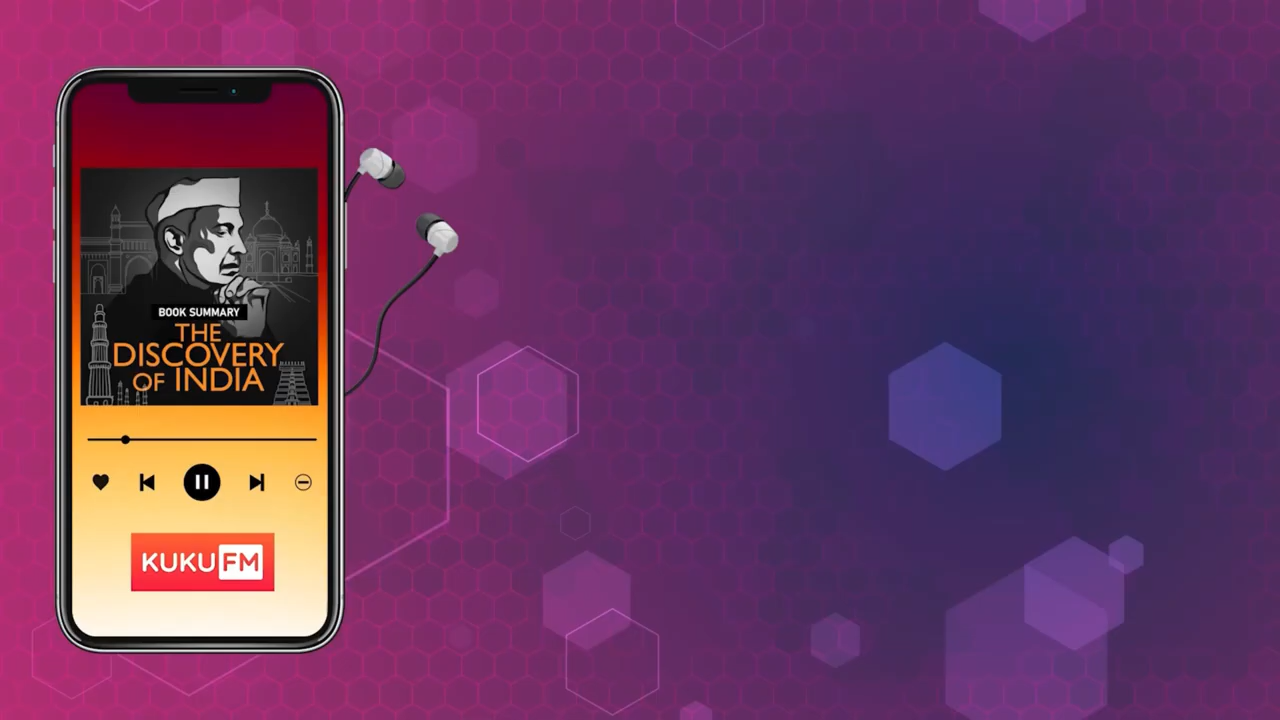 BOOK SUMMARY
THE
DISCOVERY
OF INDIA
KUKU FM